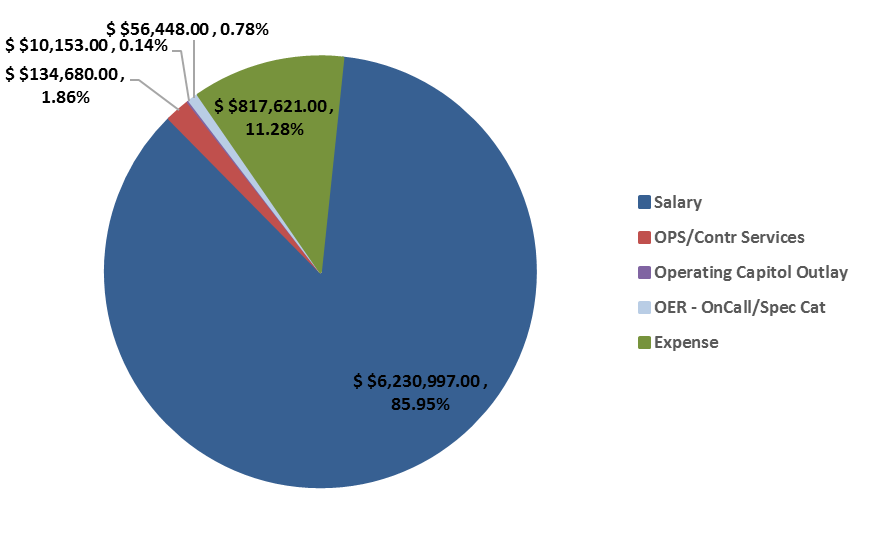 $ $56,448.00 , 0.78%
$ $10,153.00 , 0.14%
$ $134,680.00 ,
1.86%
$ $817,621.00 ,
11.28%
$ $6,230,997.00 ,
85.95%
Salary
OPS/Contr Services
Operating Capitol Outlay
OER - OnCall/Spec Cat
Expense